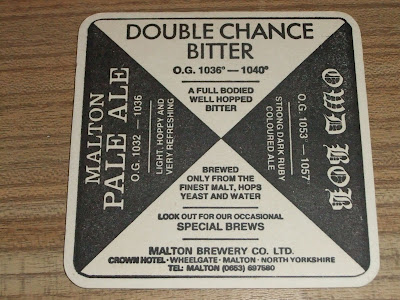 DOUBLE CHANCE
BITTER
O.G. 1036° — 1040°
A FULL BODIED
WELL HOPPED
BITTER
MALTON
PALE ALE
O.G. 1032 — 1036
LIGHT, HOPPY AND
VERY REFRESHING
OWD BOB
O.G. 1053 — 1057
STRONG DARK RUBY
COLOURED ALE
BREWED
ONLY FROM THE
FINEST MALT, HOPS
YEAST AND WATER
LOOK OUT FOR OUR OCCASIONAL
SPECIAL BREWS
MALTON BREWERY CO. LTD.
CROWN HOTEL · WHEELGATE · MALTON · NORTH YORKSHIRE
TEL: MALTON (0653) 697580